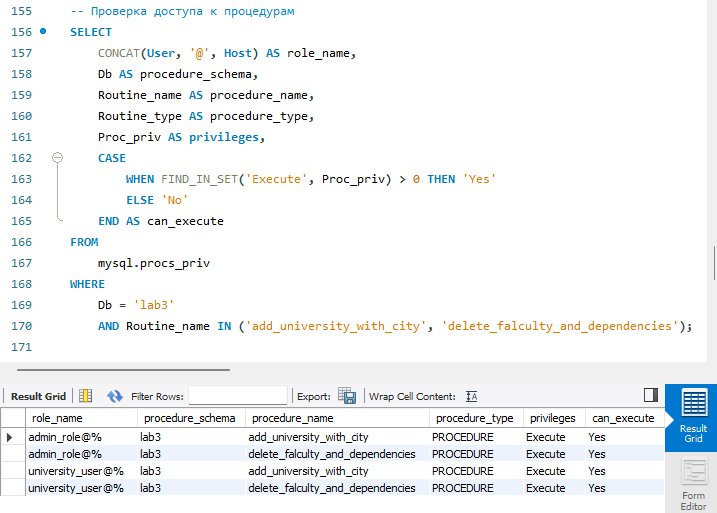 155 -- Проверка доступа к процедурам
156 SELECT
157 CONCAT(User, '@', Host) AS role_name,
158 Db AS procedure_schema,
159 Routine_name AS procedure_name,
160 Routine_type AS procedure_type,
161 Proc_priv AS privileges,
162 CASE
163 WHEN FIND_IN_SET('Execute', Proc_priv) > 0 THEN 'Yes'
164 ELSE 'No'
165 END AS can_execute
166 FROM
167 mysql.procs_priv
168 WHERE
169 Db = 'lab3'
170 AND Routine_name IN ('add_university_with_city', 'delete_falculty_and_dependencies');
171
Result Grid Filter Rows: Export: Wrap Cell Content:
role_name procedure_schema procedure_name procedure_type privileges can_execute
admin_role@% lab3 add_university_with_city PROCEDURE Execute Yes
admin_role@% lab3 delete_falculty_and_dependencies PROCEDURE Execute Yes
university_user@% lab3 add_university_with_city PROCEDURE Execute Yes
university_user@% lab3 delete_falculty_and_dependencies PROCEDURE Execute Yes
Result
Grid
Form
Editor